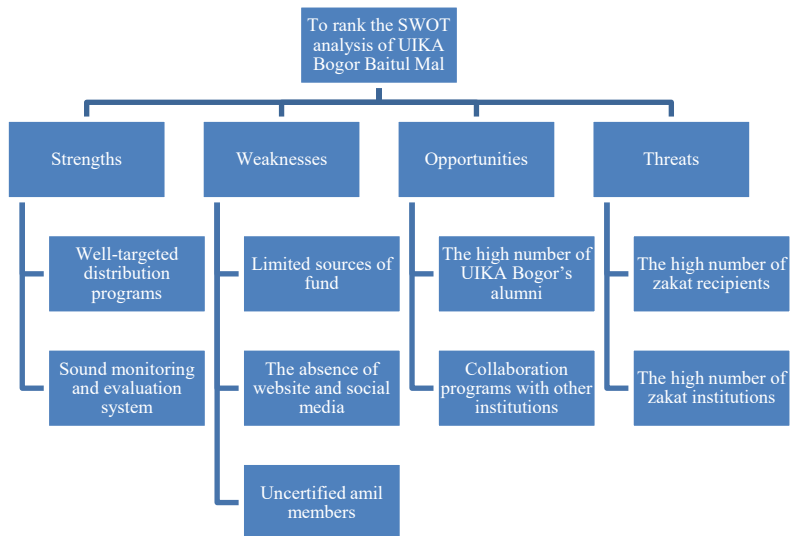 To rank the SWOT
analysis of UIKA
Bogor Baitul Mal
Strengths
Weaknesses
Opportunities
Threats
Well-targeted
distribution
programs
Sound monitoring
and evaluation
system
Limited sources of
fund
The absence of
website and social
media
Uncertified amil
members
The high number of
UIKA Bogor’s
alumni
Collaboration
programs with other
institutions
The high number of
zakat recipients
The high number of
zakat institutions